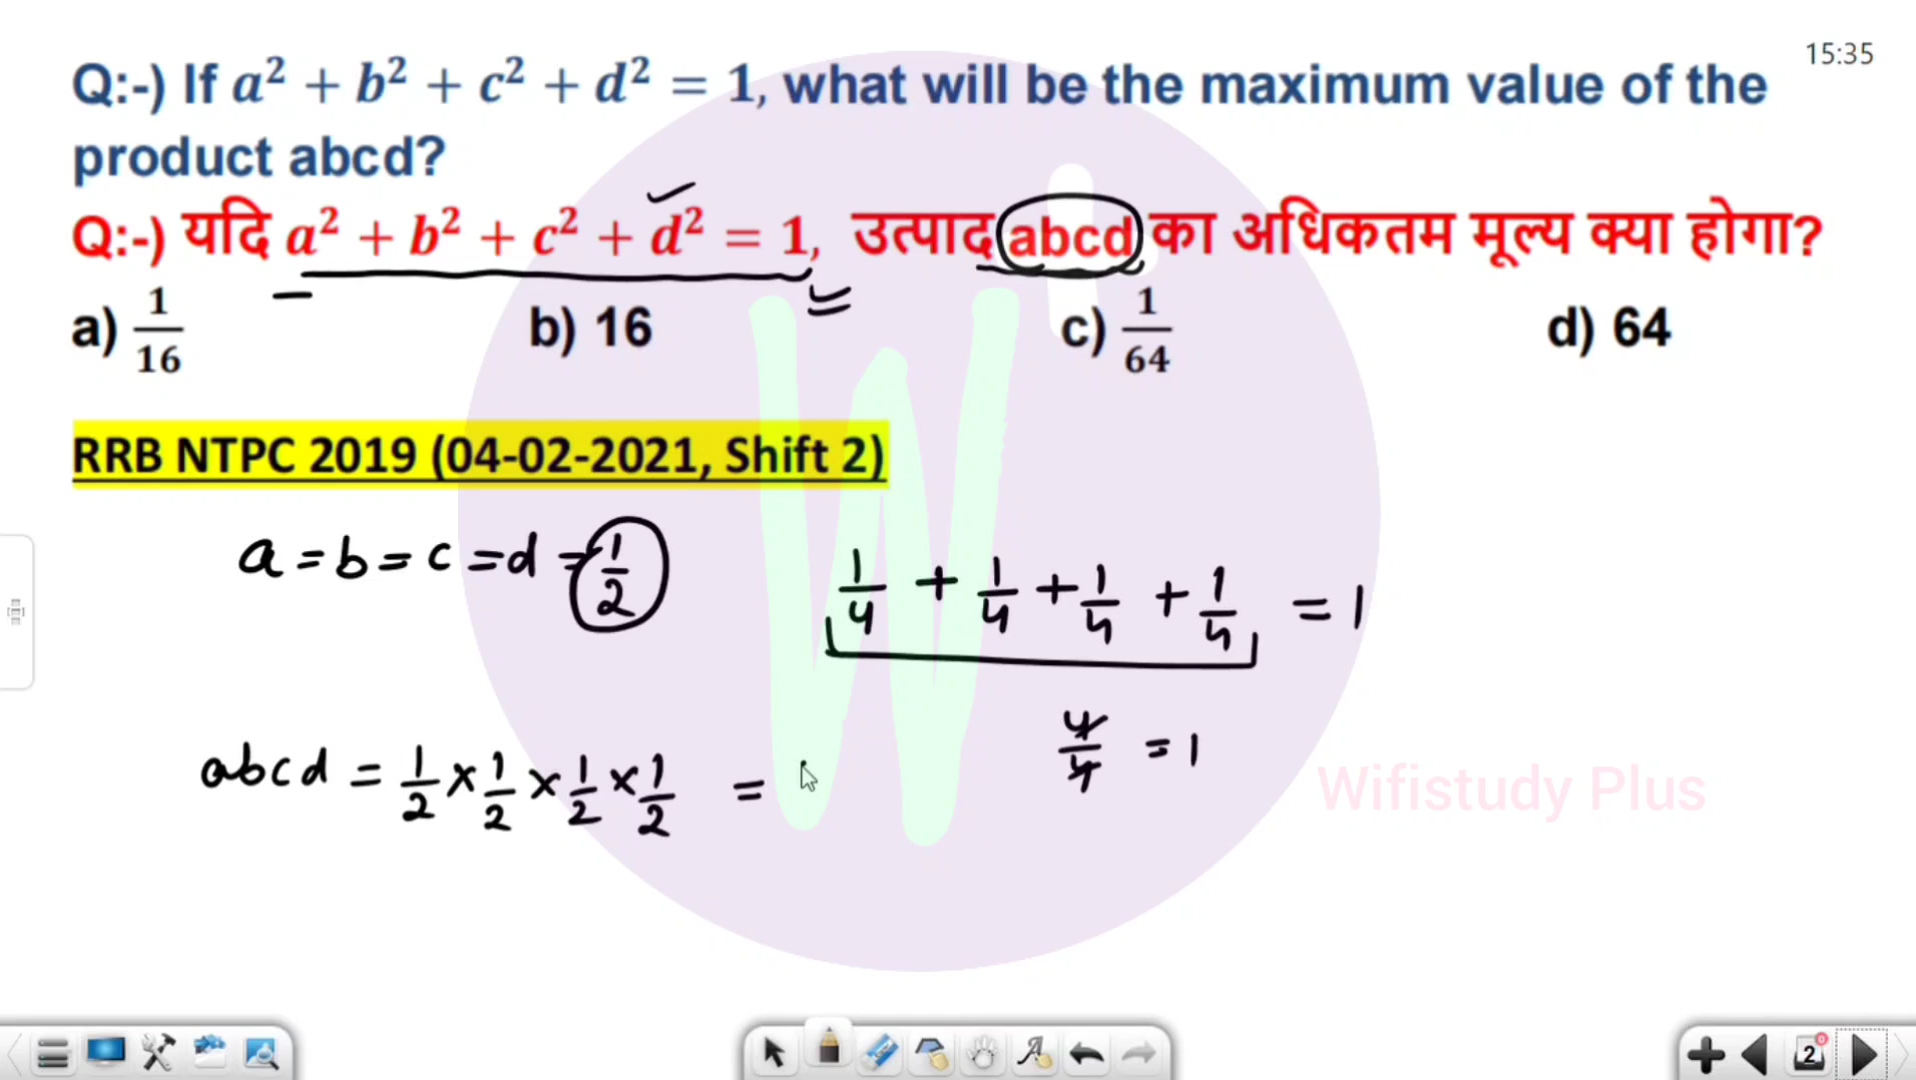 15:35
Q:-) If a² + b² + c² + d² = 1, what will be the maximum value of the
product abcd?
Q:-) यदि a² + b² + c² + d² = 1, उत्पाद abcd का अधिकतम मूल्य क्या होगा?
a) 1/16 b) 16 c) 1/64 d) 64
RRB NTPC 2019 (04-02-2021, Shift 2)
a = b = c = d = 1/2
1/4 + 1/4 + 1/4 + 1/4 = 1
4/4 = 1
abcd = 1/2 × 1/2 × 1/2 × 1/2 =
Wifistudy Plus
2